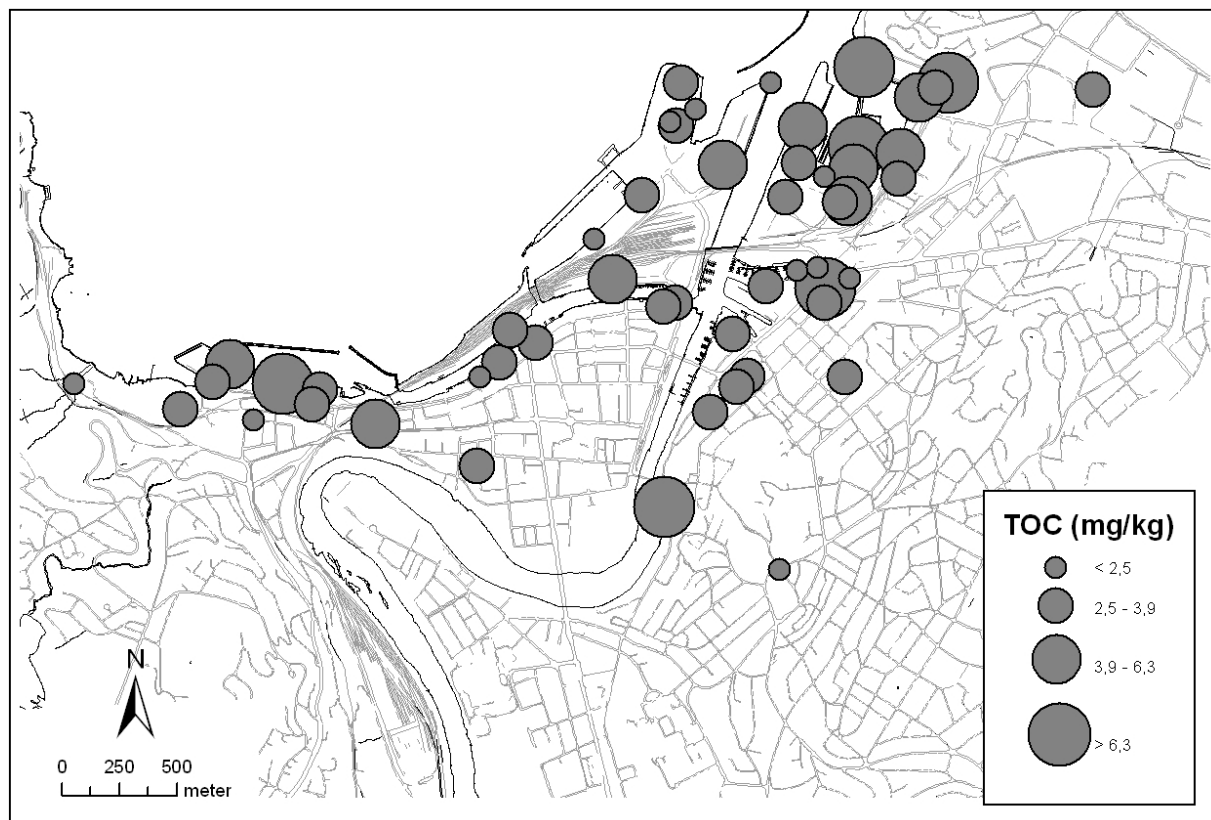 TOC (mg/kg)
< 2,5
2,5 - 3,9
3,9 - 6,3
> 6,3
N
0 250 500
meter